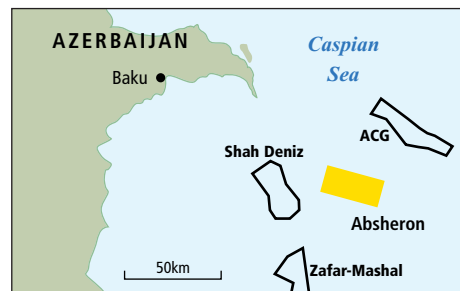 AZERBAIJAN
Caspian
Sea
Baku
ACG
Shah Deniz
Absheron
50km
Zafar-Mashal